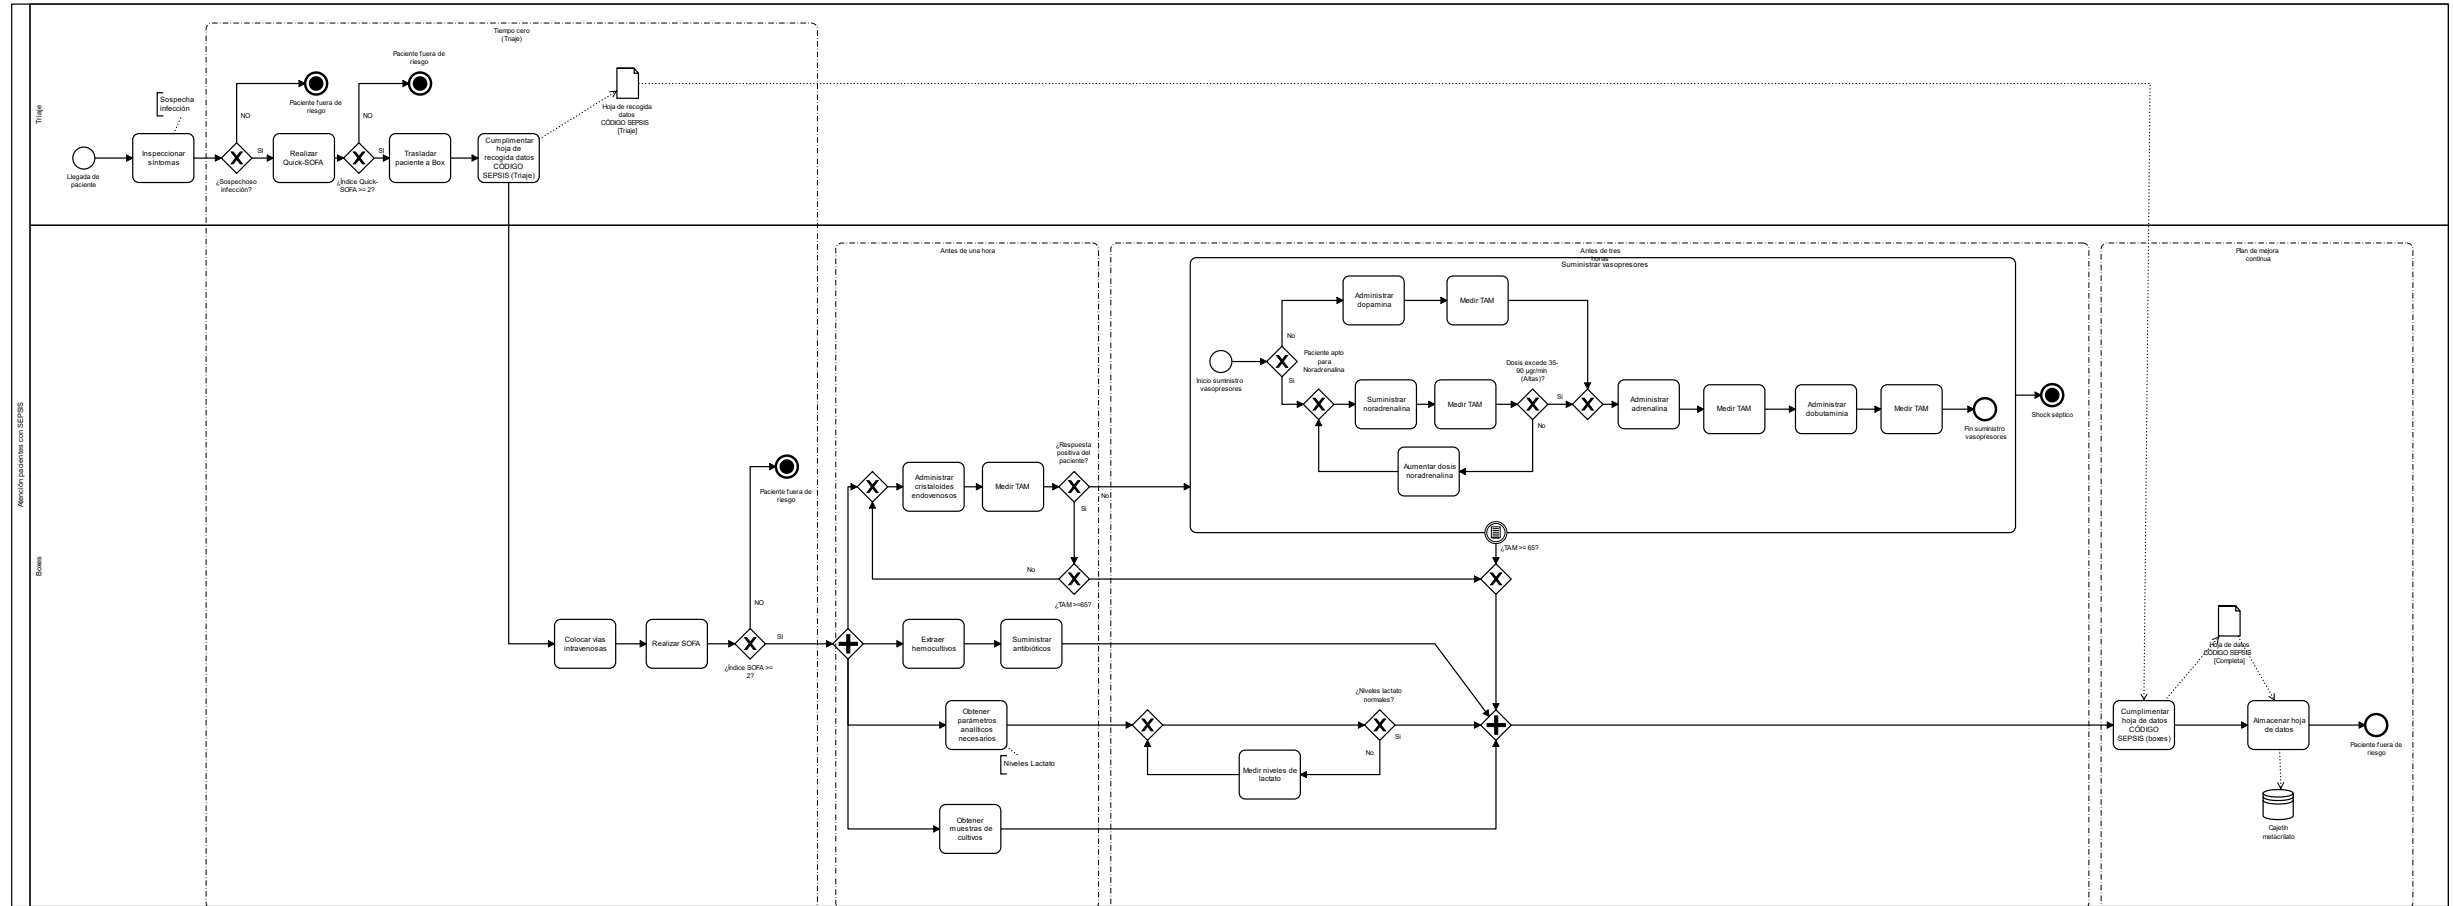 Atención pacientes con SEPSIS
Triaje
Boxes
Tiempo cero
(Triaje)
Llegada de
paciente
Inspeccionar
síntomas
Sospecha
infección
¿Sospechoso
infección?
NO
Paciente fuera de
riesgo
SI
Realizar
Quick-SOFA
¿Índice Quick-
SOFA >= 2?
NO
Paciente fuera de
riesgo
SI
Trasladar
paciente a Box
Cumplimentar
hoja de
recogida datos
CÓDIGO
SEPSIS (Triaje)
Hoja de recogida
datos
CÓDIGO SEPSIS
[Triaje]
Colocar vías
intravenosas
Realizar SOFA
¿Índice SOFA >=
2?
NO
Paciente fuera de
riesgo
SI
Antes de una hora
Administrar
cristaloides
endovenosos
Medir TAM
¿Respuesta
positiva del
paciente?
No
Si
¿TAM >=65?
No
Extraer
hemocultivos
Suministrar
antibióticos
Obtener
parámetros
analíticos
necesarios
Niveles Lactato
Obtener
muestras de
cultivos
Antes de tres
horas
Suministrar vasopresores
Inicio suministro
vasopresores
Paciente apto
para
Noradrenalina
No
Si
Administrar
dopamina
Medir TAM
Suministrar
noradrenalina
Medir TAM
Dosis excede 35-
90 µgr/min
(Altas)?
Si
No
Aumentar dosis
noradrenalina
Administrar
adrenalina
Medir TAM
Administrar
dobutaminia
Medir TAM
Fin suministro
vasopresores
Shock séptico
¿TAM >= 65?
¿Niveles lactato
normales?
Si
No
Medir niveles de
lactato
Plan de mejora
continua
Cumplimentar
hoja de datos
CÓDIGO
SEPSIS (boxes)
Hoja de datos
CÓDIGO SEPSIS
[Completa]
Almacenar hoja
de datos
Cajetín
metacrilato
Paciente fuera de
riesgo